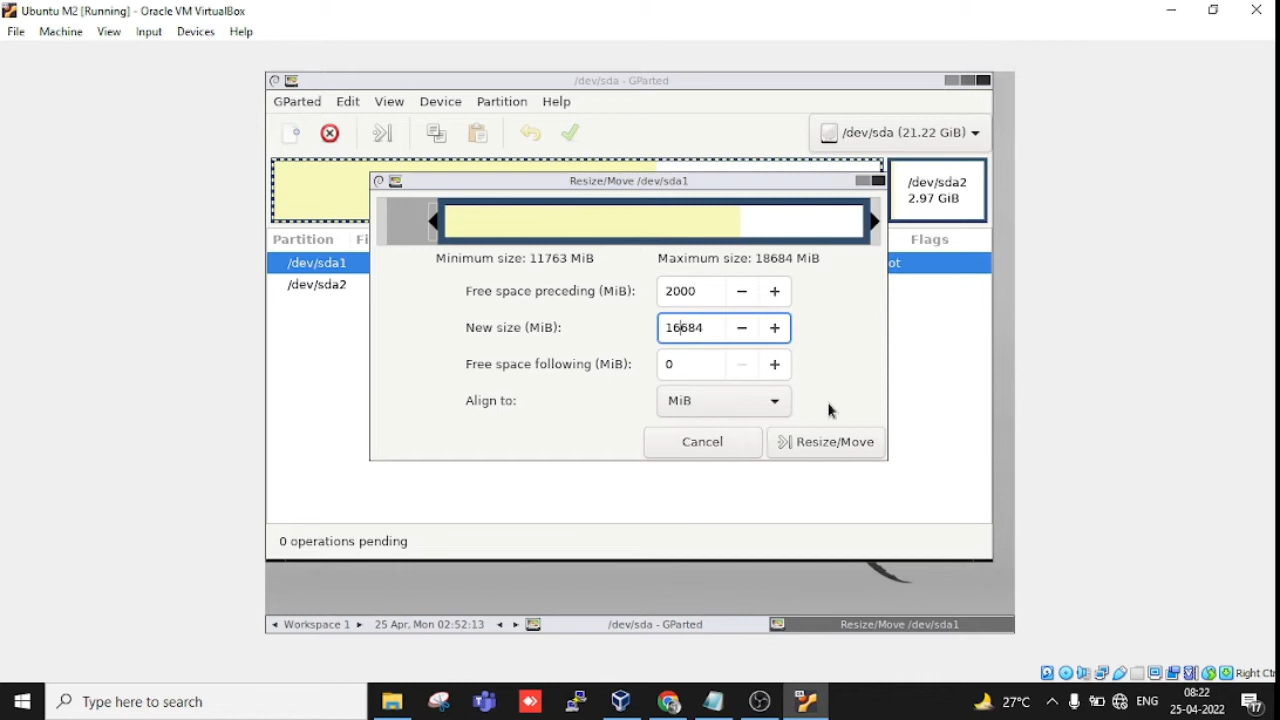 Ubuntu M2 [Running] - Oracle VM VirtualBox
File Machine View Input Devices Help
/dev/sda - GParted
GParted Edit View Device Partition Help
/dev/sda (21.22 GiB)
/dev/sda2
2.97 GiB
Resize/Move /dev/sda1
Partition Fi Flags
/dev/sda1 ot
/dev/sda2
Minimum size: 11763 MiB Maximum size: 18684 MiB
Free space preceding (MiB): 2000
New size (MiB): 16684
Free space following (MiB): 0
Align to: MiB
Cancel Resize/Move
0 operations pending
Workspace 1 25 Apr, Mon 02:52:13 /dev/sda - GParted Resize/Move /dev/sda1
Right Ct
Type here to search 27°C ENG 08:22
25-04-2022 17